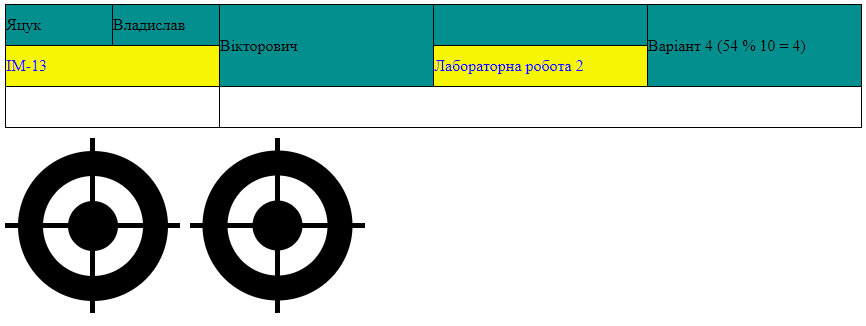 Яцук Владислав
Вікторович
Варіант 4 (54 % 10 = 4)
ІМ-13
Лабораторна робота 2